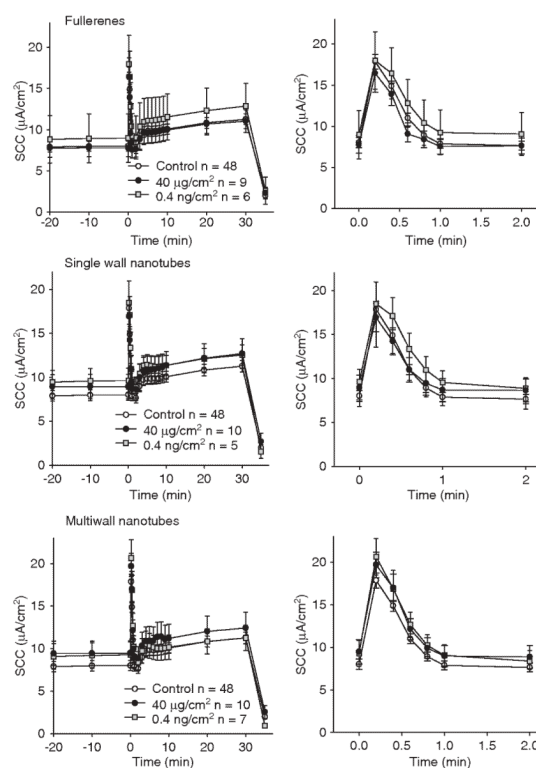 Fullerenes
SCC (μA/cm²)
20
15
10
5
0
Control n = 48
40 μg/cm² n = 9
0.4 ng/cm² n = 6
-20 -10 0 10 20 30
Time (min)
SCC (μA/cm²)
20
15
10
5
0
0.0 0.5 1.0 1.5 2.0
Time (min)
Single wall nanotubes
SCC (μA/cm²)
20
15
10
5
0
Control n = 48
40 μg/cm² n = 10
0.4 ng/cm² n = 5
-20 -10 0 10 20 30
Time (min)
SCC (μA/cm²)
20
15
10
5
0
0 1 2
Time (min)
Multiwall nanotubes
SCC (μA/cm²)
20
15
10
5
0
Control n = 48
40 μg/cm² n = 10
0.4 ng/cm² n = 7
-20 -10 0 10 20 30
Time (min)
SCC (μA/cm²)
20
15
10
5
0
0.0 0.5 1.0 1.5 2.0
Time (min)